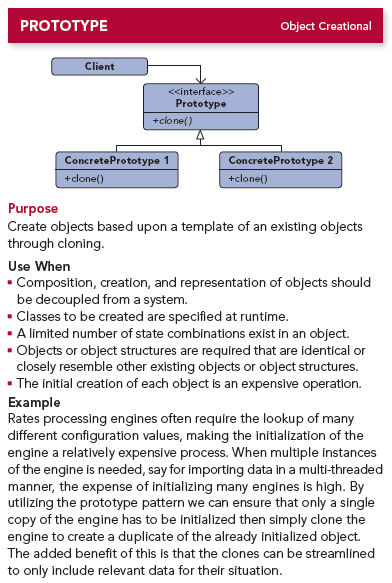 PROTOTYPE
Object Creational
Client
<<interface>>
Prototype
+clone()
ConcretePrototype 1
+clone()
ConcretePrototype 2
+clone()
Purpose
Create objects based upon a template of an existing objects
through cloning.
Use When
▪ Composition, creation, and representation of objects should
be decoupled from a system.
▪ Classes to be created are specified at runtime.
▪ A limited number of state combinations exist in an object.
▪ Objects or object structures are required that are identical or
closely resemble other existing objects or object structures.
▪ The initial creation of each object is an expensive operation.
Example
Rates processing engines often require the lookup of many
different configuration values, making the initialization of the
engine a relatively expensive process. When multiple instances
of the engine is needed, say for importing data in a multi-threaded
manner, the expense of initializing many engines is high. By
utilizing the prototype pattern we can ensure that only a single
copy of the engine has to be initialized then simply clone the
engine to create a duplicate of the already initialized object.
The added benefit of this is that the clones can be streamlined
to only include relevant data for their situation.